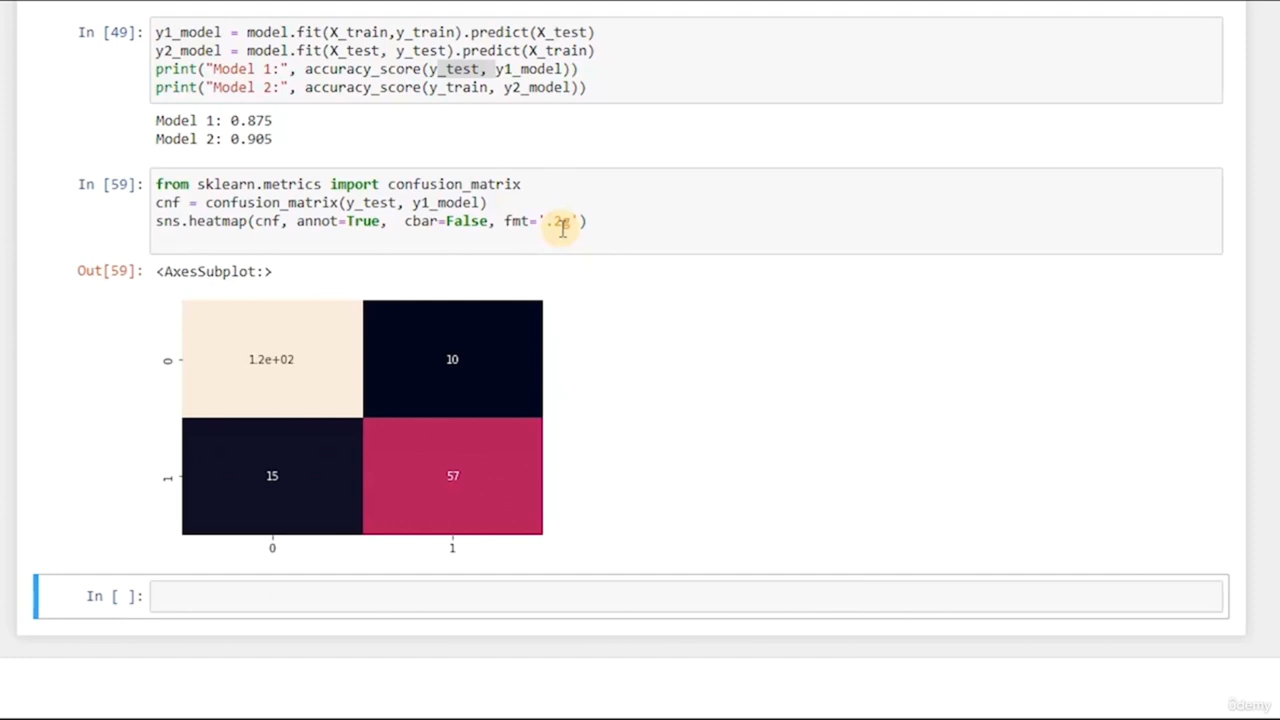 In [49]: y1_model = model.fit(X_train,y_train).predict(X_test)
y2_model = model.fit(X_test, y_test).predict(X_train)
print("Model 1:", accuracy_score(y_test, y1_model))
print("Model 2:", accuracy_score(y_train, y2_model))
Model 1: 0.875
Model 2: 0.905
In [59]: from sklearn.metrics import confusion_matrix
cnf = confusion_matrix(y_test, y1_model)
sns.heatmap(cnf, annot=True,  cbar=False, fmt='.2g')
Out[59]: <AxesSubplot:>
0 1.2e+02 10
1 15 57
0 1
In [ ]:
ûdemy